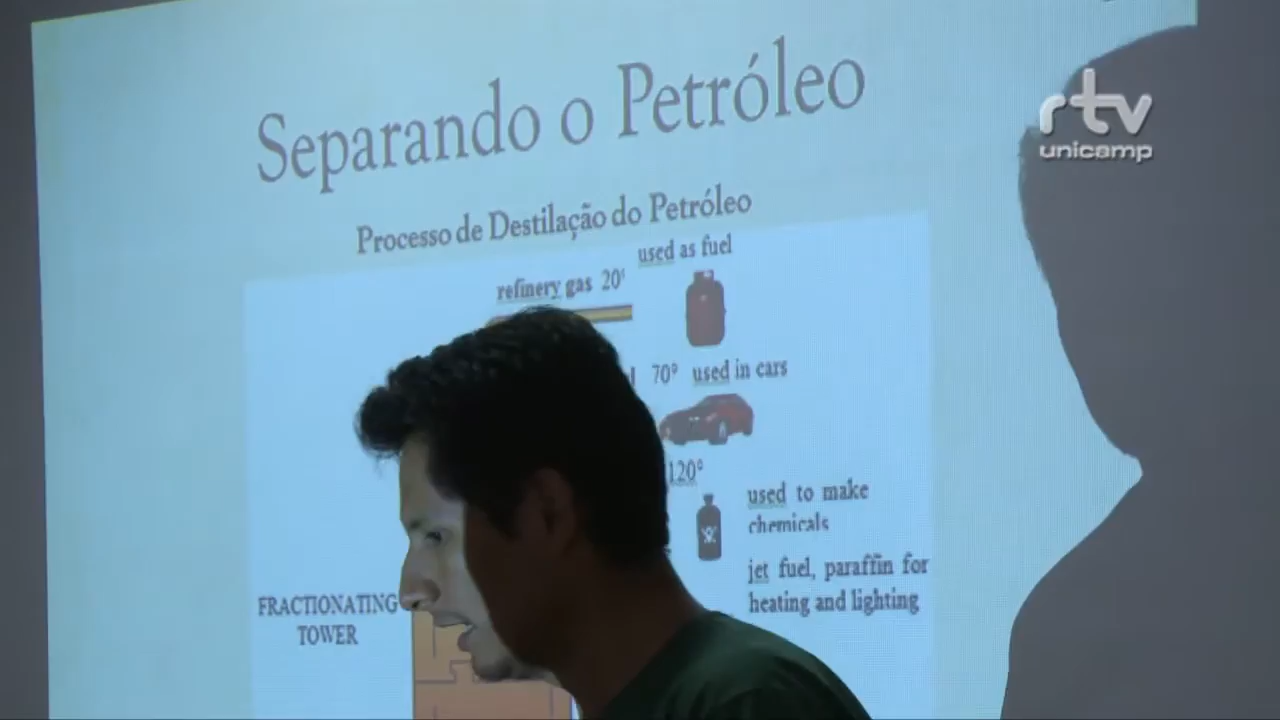 Separando o Petróleo
rtv
unicamp
Processo de Destilação do Petróleo
used as fuel
refinery gas 20°
70° used in cars
120°
used to make
chemicals
jet fuel, paraffin for
heating and lighting
FRACTIONATING
TOWER